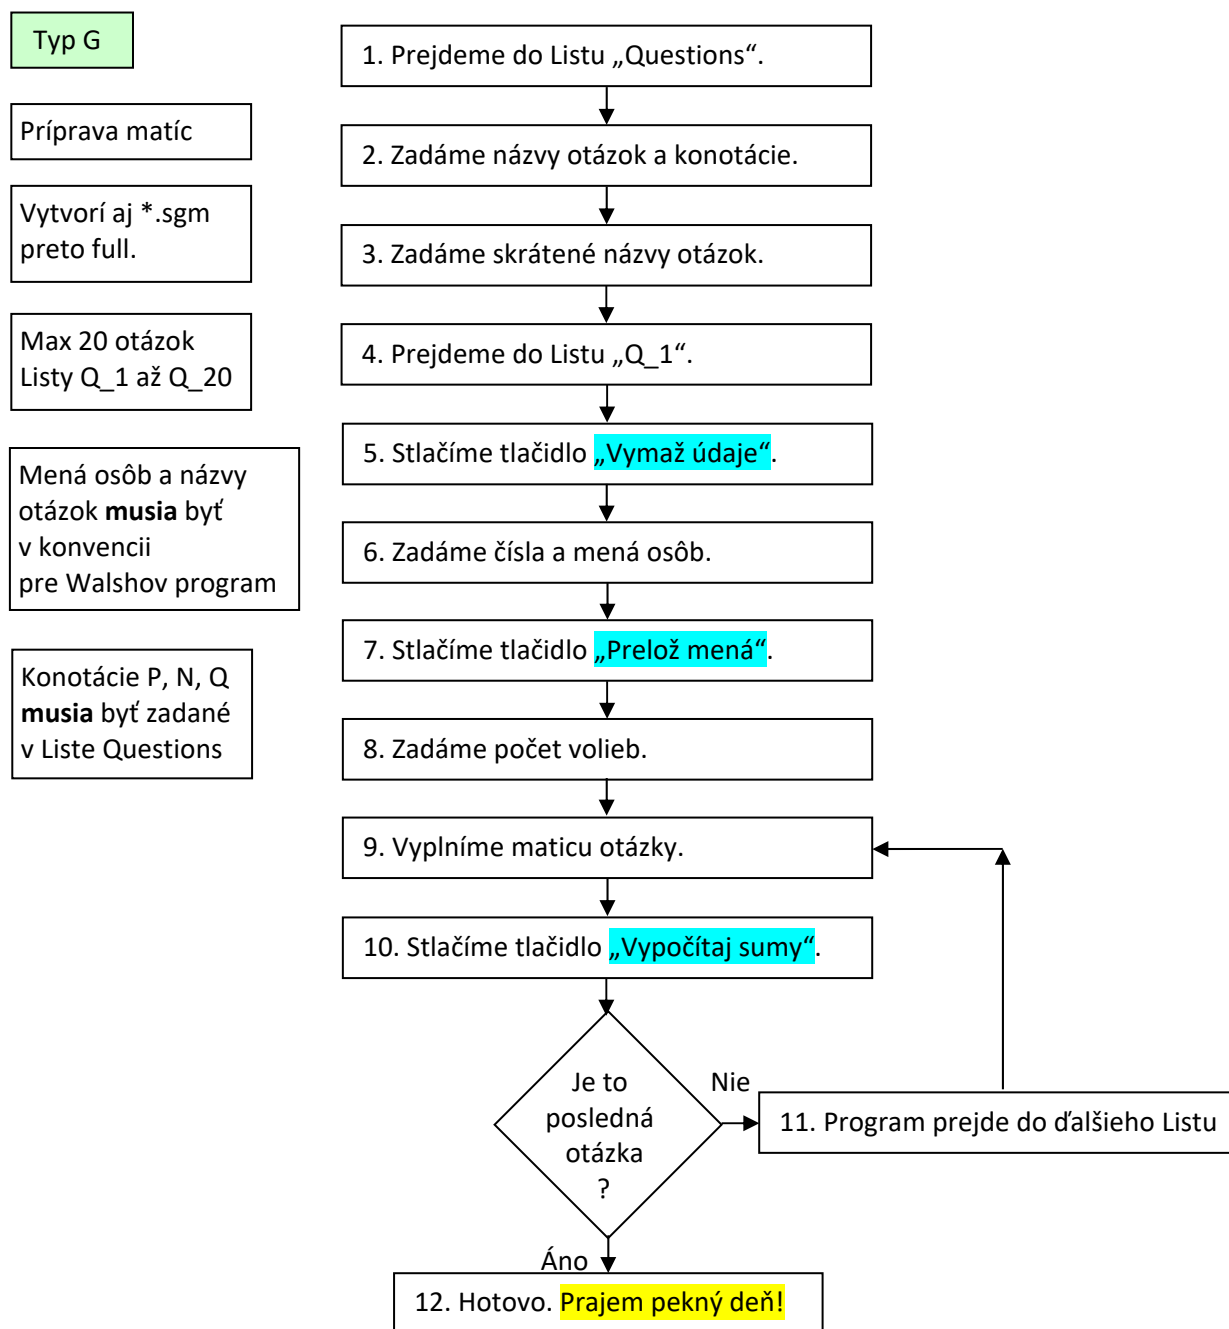 Typ G
Príprava matíc
Vytvorí aj *.sgm
preto full.
Max 20 otázok
Listy Q_1 až Q_20
Mená osôb a názvy
otázok musia byť
v konvencii
pre Walshov program
Konotácie P, N, Q
musia byť zadané
v Liste Questions
1. Prejdeme do Listu „Questions“.
2. Zadáme názvy otázok a konotácie.
3. Zadáme skrátené názvy otázok.
4. Prejdeme do Listu „Q_1“.
5. Stlačíme tlačidlo „Vymaž údaje“.
6. Zadáme čísla a mená osôb.
7. Stlačíme tlačidlo „Prelož mená“.
8. Zadáme počet volieb.
9. Vyplníme maticu otázky.
10. Stlačíme tlačidlo „Vypočítaj sumy“.
Je to
posledná
otázka
?
Nie
11. Program prejde do ďalšieho Listu
Áno
12. Hotovo. Prajem pekný deň!